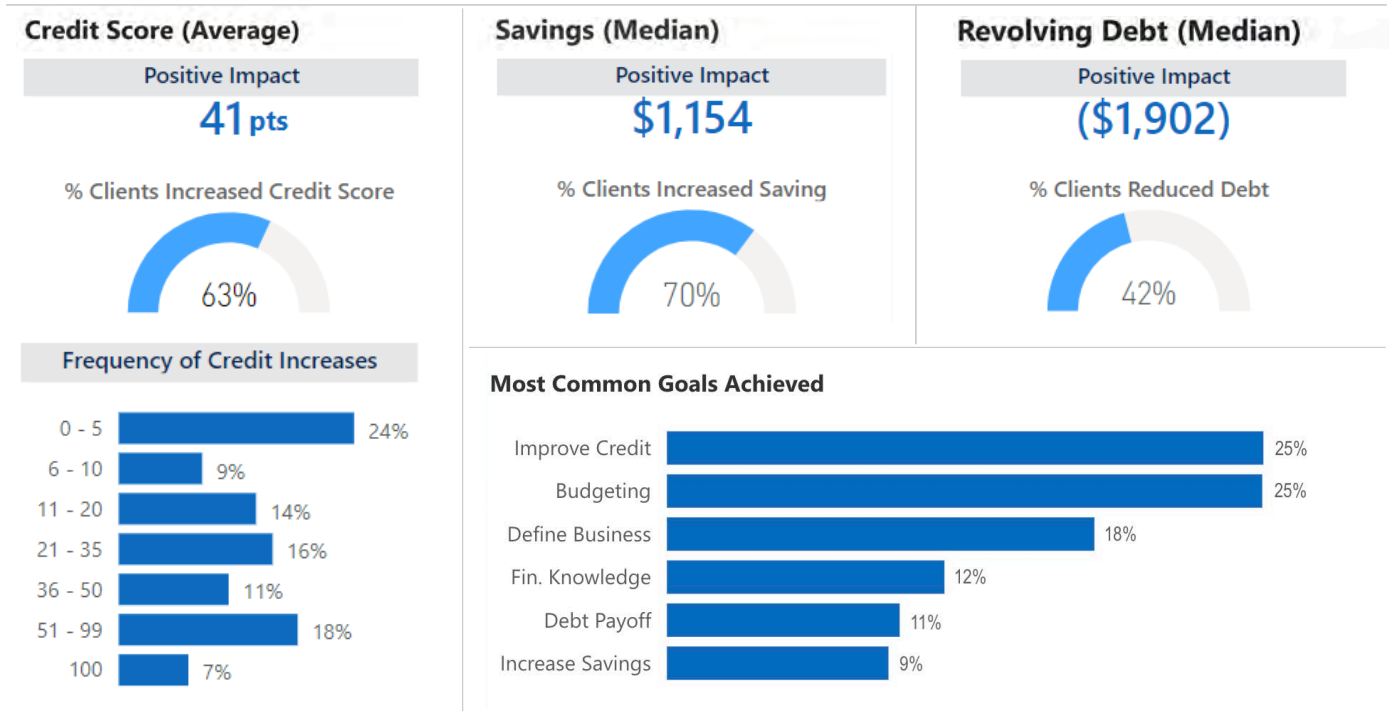 Credit Score (Average)
Positive Impact
41 pts
% Clients Increased Credit Score
63%
Frequency of Credit Increases
0 - 5 24%
6 - 10 9%
11 - 20 14%
21 - 35 16%
36 - 50 11%
51 - 99 18%
100 7%
Savings (Median)
Positive Impact
$1,154
% Clients Increased Saving
70%
Revolving Debt (Median)
Positive Impact
($1,902)
% Clients Reduced Debt
42%
Most Common Goals Achieved
Improve Credit 25%
Budgeting 25%
Define Business 18%
Fin. Knowledge 12%
Debt Payoff 11%
Increase Savings 9%